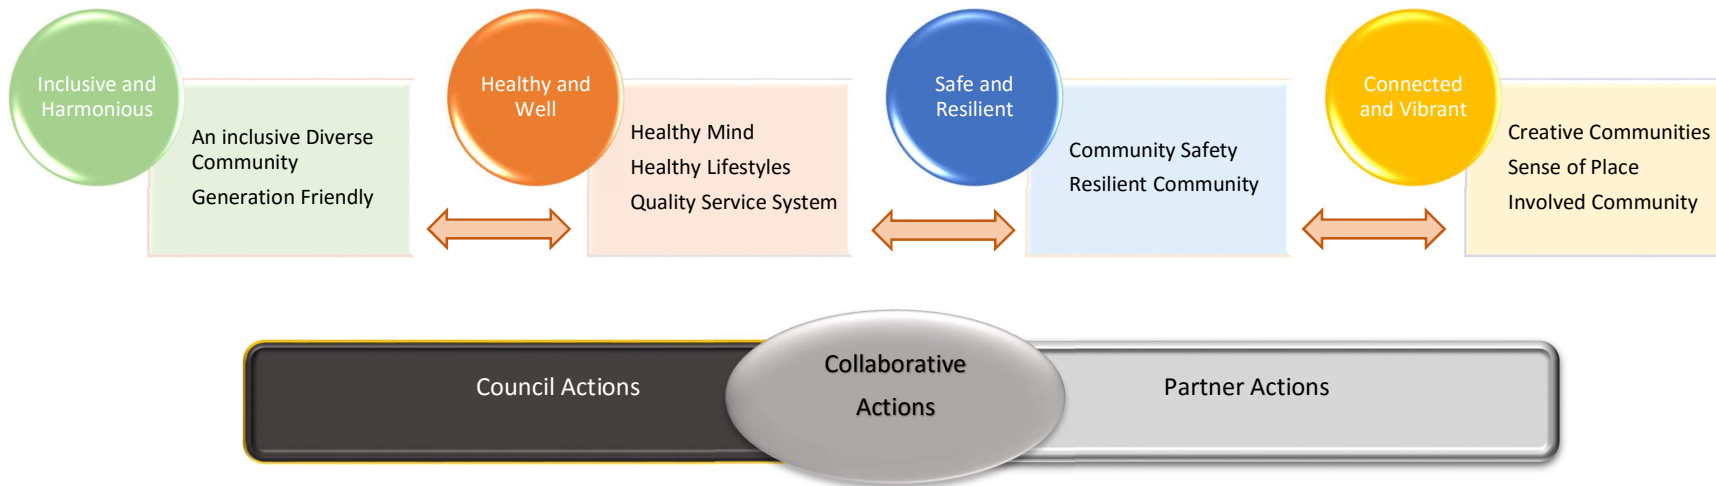 Inclusive and
Harmonious
An inclusive Diverse
Community
Generation Friendly
Healthy and
Well
Healthy Mind
Healthy Lifestyles
Quality Service System
Safe and
Resilient
Community Safety
Resilient Community
Connected
and Vibrant
Creative Communities
Sense of Place
Involved Community
Council Actions
Collaborative
Actions
Partner Actions